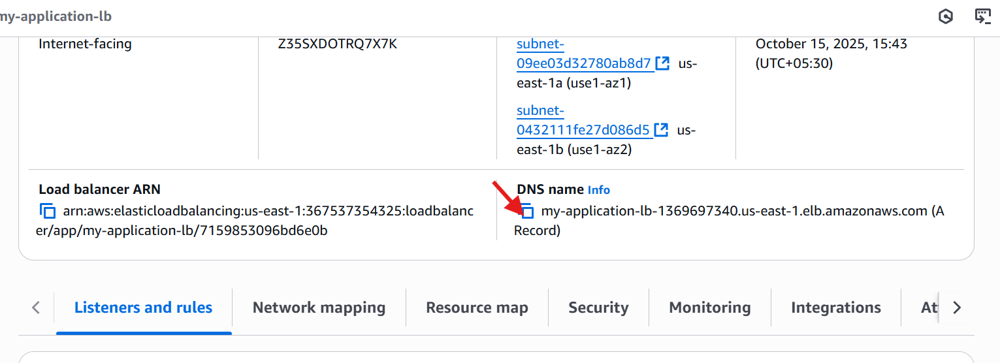 my-application-lb
Internet-facing
Z35SXDOTRQ7X7K
subnet-
09ee03d32780ab8d7 us-
east-1a (use1-az1)
subnet-
0432111fe27d086d5 us-
east-1b (use1-az2)
October 15, 2025, 15:43
(UTC+05:30)
Load balancer ARN
arn:aws:elasticloadbalancing:us-east-1:367537354325:loadbalanc
er/app/my-application-lb/7159853096bd6e0b
DNS name Info
my-application-lb-1369697340.us-east-1.elb.amazonaws.com (A
Record)
Listeners and rules
Network mapping
Resource map
Security
Monitoring
Integrations